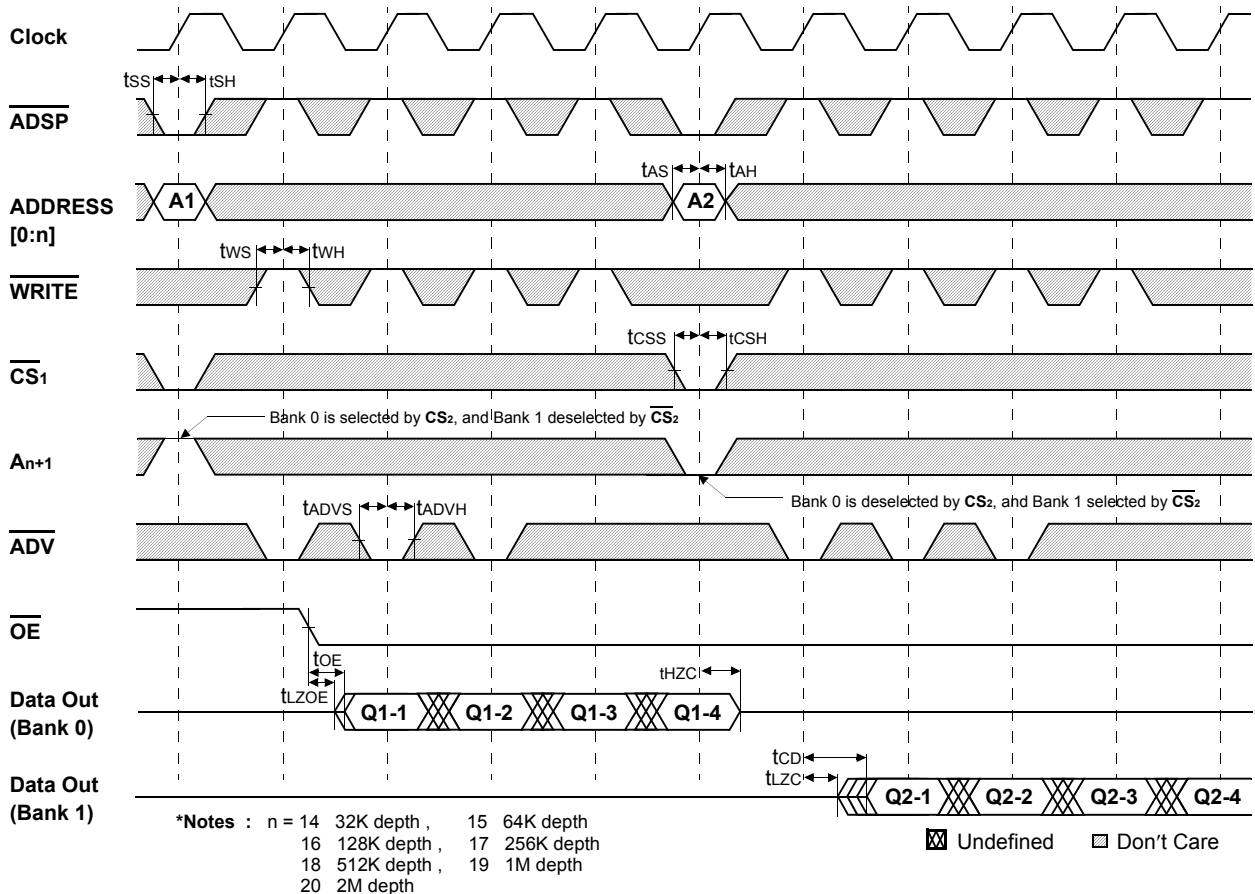 Clock
tSS
tSH
ADSP
tAS
tAH
A1
A2
ADDRESS
[0:n]
tWS
tWH
WRITE
tCSS
tCSH
CS1
Bank 0 is selected by CS2, and Bank 1 deselected by CS2
An+1
Bank 0 is deselected by CS2, and Bank 1 selected by CS2
tADVS
tADVH
ADV
OE
tOE
tHZC
tLZOE
Data Out
(Bank 0)
Q1-1
Q1-2
Q1-3
Q1-4
tCD
tLZC
Data Out
(Bank 1)
Q2-1
Q2-2
Q2-3
Q2-4
*Notes : n = 14 32K depth , 15 64K depth
16 128K depth , 17 256K depth
18 512K depth , 19 1M depth
20 2M depth
Undefined
Don't Care